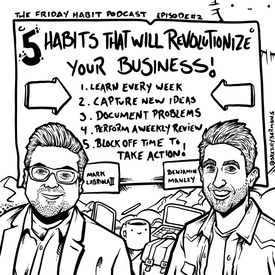 THE FRIDAY HABIT PODCAST EPISODE #2
5 HABITS THAT WILL REVOLUTIONIZE
YOUR BUSINESS!
1. LEARN EVERY WEEK
2. CAPTURE NEW IDEAS
3. DOCUMENT PROBLEMS
4. PERFORM A WEEKLY REVIEW
5. BLOCK OFF TIME TO
TAKE ACTION!
MARK
BENJAMIN
MANLEY